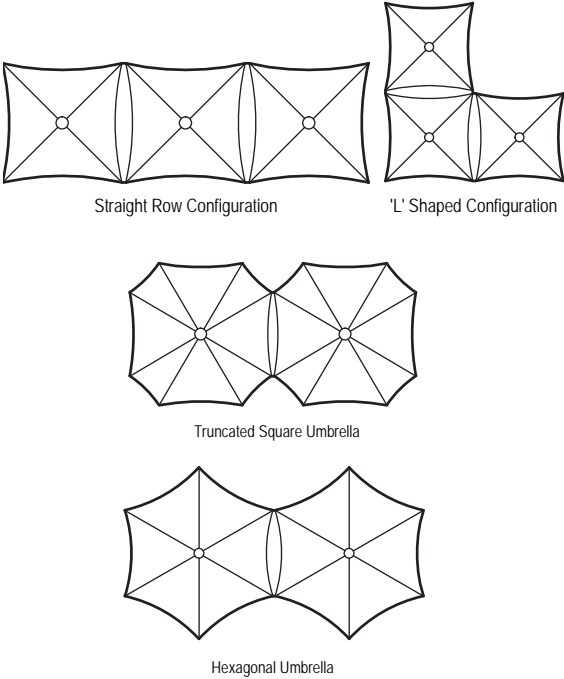 Straight Row Configuration
'L' Shaped Configuration
Truncated Square Umbrella
Hexagonal Umbrella